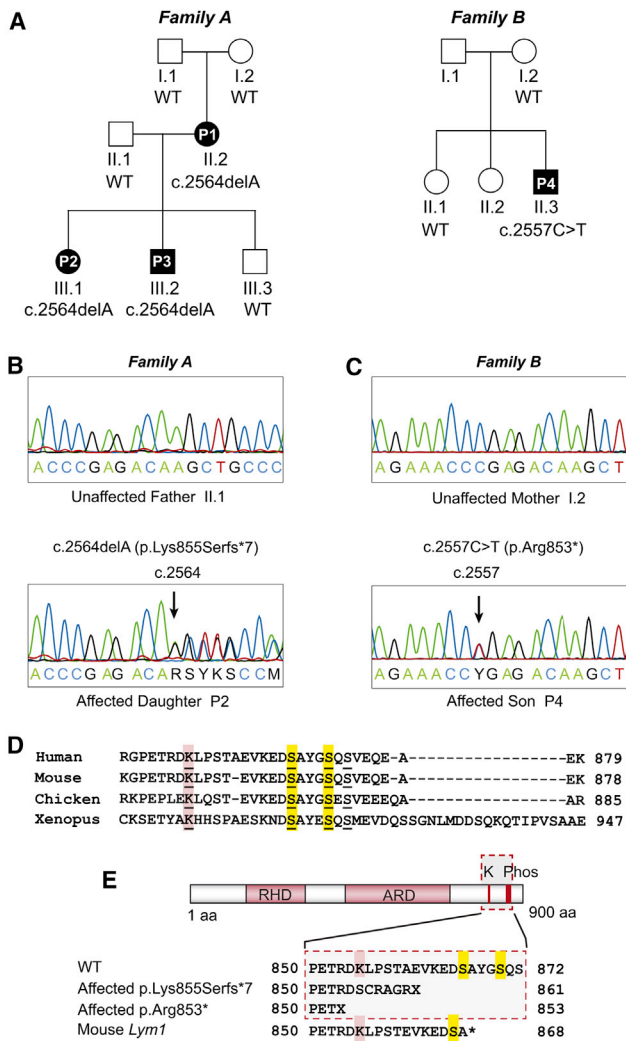 A
Family A
Family B
I.1
WT
I.2
WT
I.1
I.2
WT
P1
II.1
WT
II.2
c.2564delA
P4
II.1
WT
II.2
II.3
c.2557C>T
P2
P3
III.1
c.2564delA
III.2
c.2564delA
III.3
WT
B
Family A
ACCCGAGACAAGCTGCCC
Unaffected Father II.1
c.2564delA (p.Lys855Serfs*7)
c.2564
ACCCGAGACARSYKSCCM
Affected Daughter P2
C
Family B
AGAAACCCGAGACAAGCT
Unaffected Mother I.2
c.2557C>T (p.Arg853*)
c.2557
AGAAACCYGAGACAAGCT
Affected Son P4
D
Human RGPETRDKLPSTAEVKEDSAYGSQSVEQE-A--------------------EK 879
Mouse KGPETRDKLPST-EVKEDSAYGSQSVEQE-A--------------------EK 878
Chicken RKPEPLEKLQST-EVKEDSAYESESVEEEQA--------------------AR 885
Xenopus CKSETYAKHHSPAESKNDSAYESQSMEVDQSSGNLMDDSQKQTIPVSAAE 947
E
K Phos
RHD
ARD
1 aa
900 aa
WT 850 PETRDKLPSTAEVKEDSAYGSQS 872
Affected p.Lys855Serfs*7 850 PETRDSCRAGRX 861
Affected p.Arg853* 850 PETX 853
Mouse Lym1 850 PETRDKLPSTEVKEDSA* 868